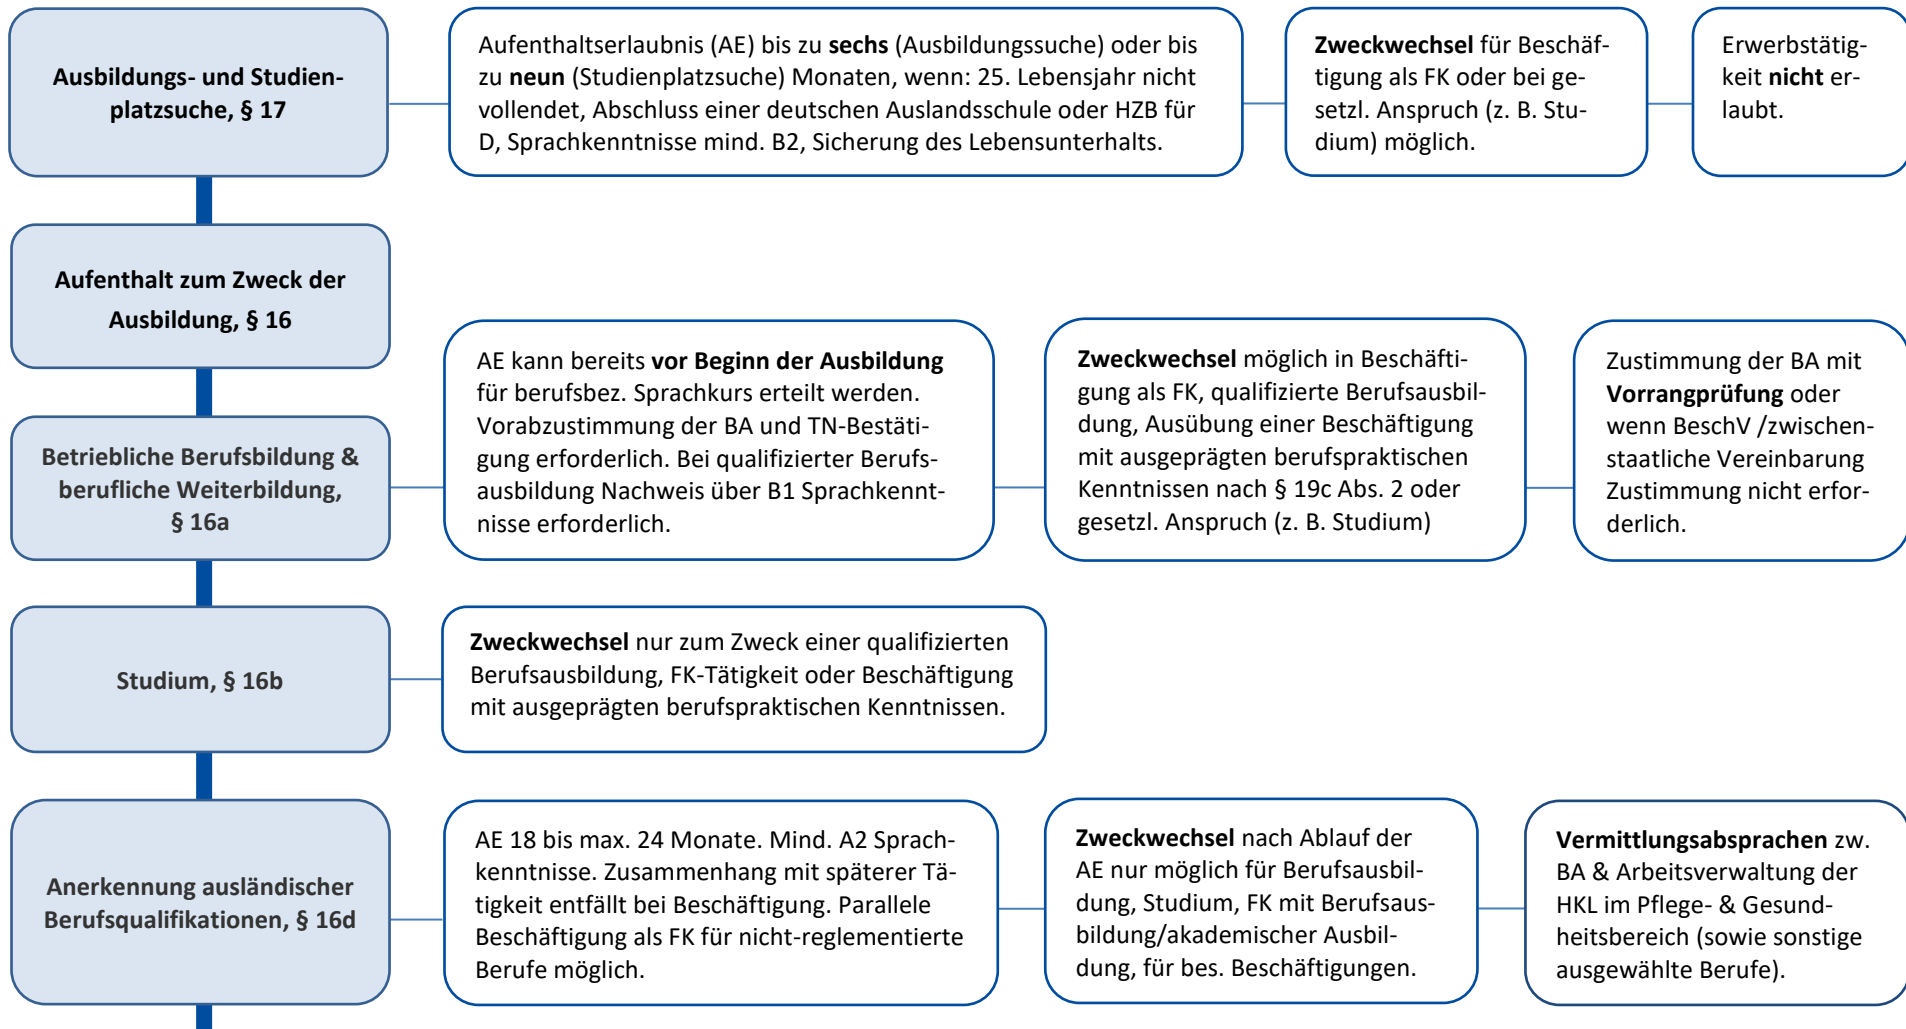 Ausbildungs- und Studien-
platzsuche, § 17
Aufenthaltserlaubnis (AE) bis zu sechs (Ausbildungssuche) oder bis
zu neun (Studienplatzsuche) Monaten, wenn: 25. Lebensjahr nicht
vollendet, Abschluss einer deutschen Auslandsschule oder HZB für
D, Sprachkenntnisse mind. B2, Sicherung des Lebensunterhalts.
Zweckwechsel für Beschäf-
tigung als FK oder bei ge-
setzl. Anspruch (z. B. Stu-
dium) möglich.
Erwerbstätig-
keit nicht er-
laubt.
Aufenthalt zum Zweck der
Ausbildung, § 16
Betriebliche Berufsbildung &
berufliche Weiterbildung,
§ 16a
AE kann bereits vor Beginn der Ausbildung
für berufsbez. Sprachkurs erteilt werden.
Vorabzustimmung der BA und TN-Bestäti-
gung erforderlich. Bei qualifizierter Berufs-
ausbildung Nachweis über B1 Sprachkennt-
nisse erforderlich.
Zweckwechsel möglich in Beschäfti-
gung als FK, qualifizierte Berufsausbil-
dung, Ausübung einer Beschäftigung
mit ausgeprägten berufspraktischen
Kenntnissen nach § 19c Abs. 2 oder
gesetzl. Anspruch (z. B. Studium)
Zustimmung der BA mit
Vorrangprüfung oder
wenn BeschV /zwischen-
staatliche Vereinbarung
Zustimmung nicht erfor-
derlich.
Studium, § 16b
Zweckwechsel nur zum Zweck einer qualifizierten
Berufsausbildung, FK-Tätigkeit oder Beschäftigung
mit ausgeprägten berufspraktischen Kenntnissen.
Anerkennung ausländischer
Berufsqualifikationen, § 16d
AE 18 bis max. 24 Monate. Mind. A2 Sprach-
kenntnisse. Zusammenhang mit späterer Tä-
tigkeit entfällt bei Beschäftigung. Parallele
Beschäftigung als FK für nicht-reglementierte
Berufe möglich.
Zweckwechsel nach Ablauf der
AE nur möglich für Berufsausbil-
dung, Studium, FK mit Berufsaus-
bildung/akademischer Ausbil-
dung, für bes. Beschäftigungen.
Vermittlungsabsprachen zw.
BA & Arbeitsverwaltung der
HKL im Pflege- & Gesund-
heitsbereich (sowie sonstige
ausgewählte Berufe).